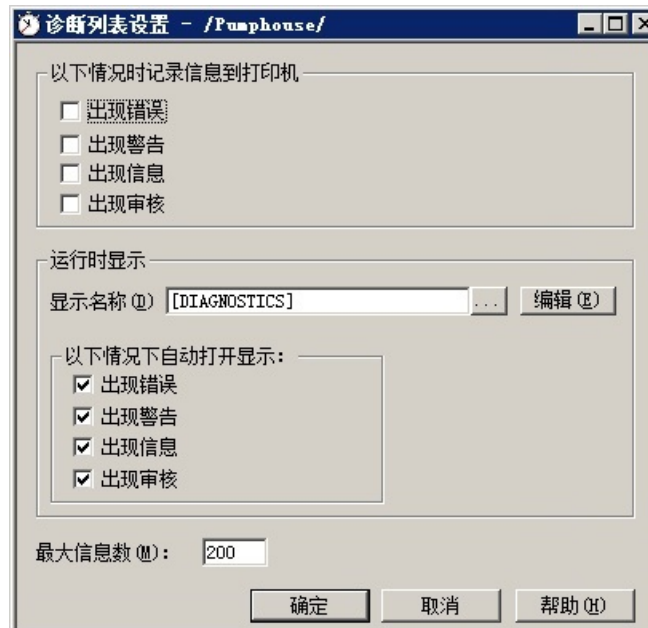 诊断列表设置 - /Pumphouse/
以下情况时记录信息到打印机
出现错误
出现警告
出现信息
出现审核
运行时显示
显示名称(D) [DIAGNOSTICS] ... 编辑(E)
以下情况下自动打开显示:
出现错误
出现警告
出现信息
出现审核
最大信息数(M): 200
确定 取消 帮助(H)